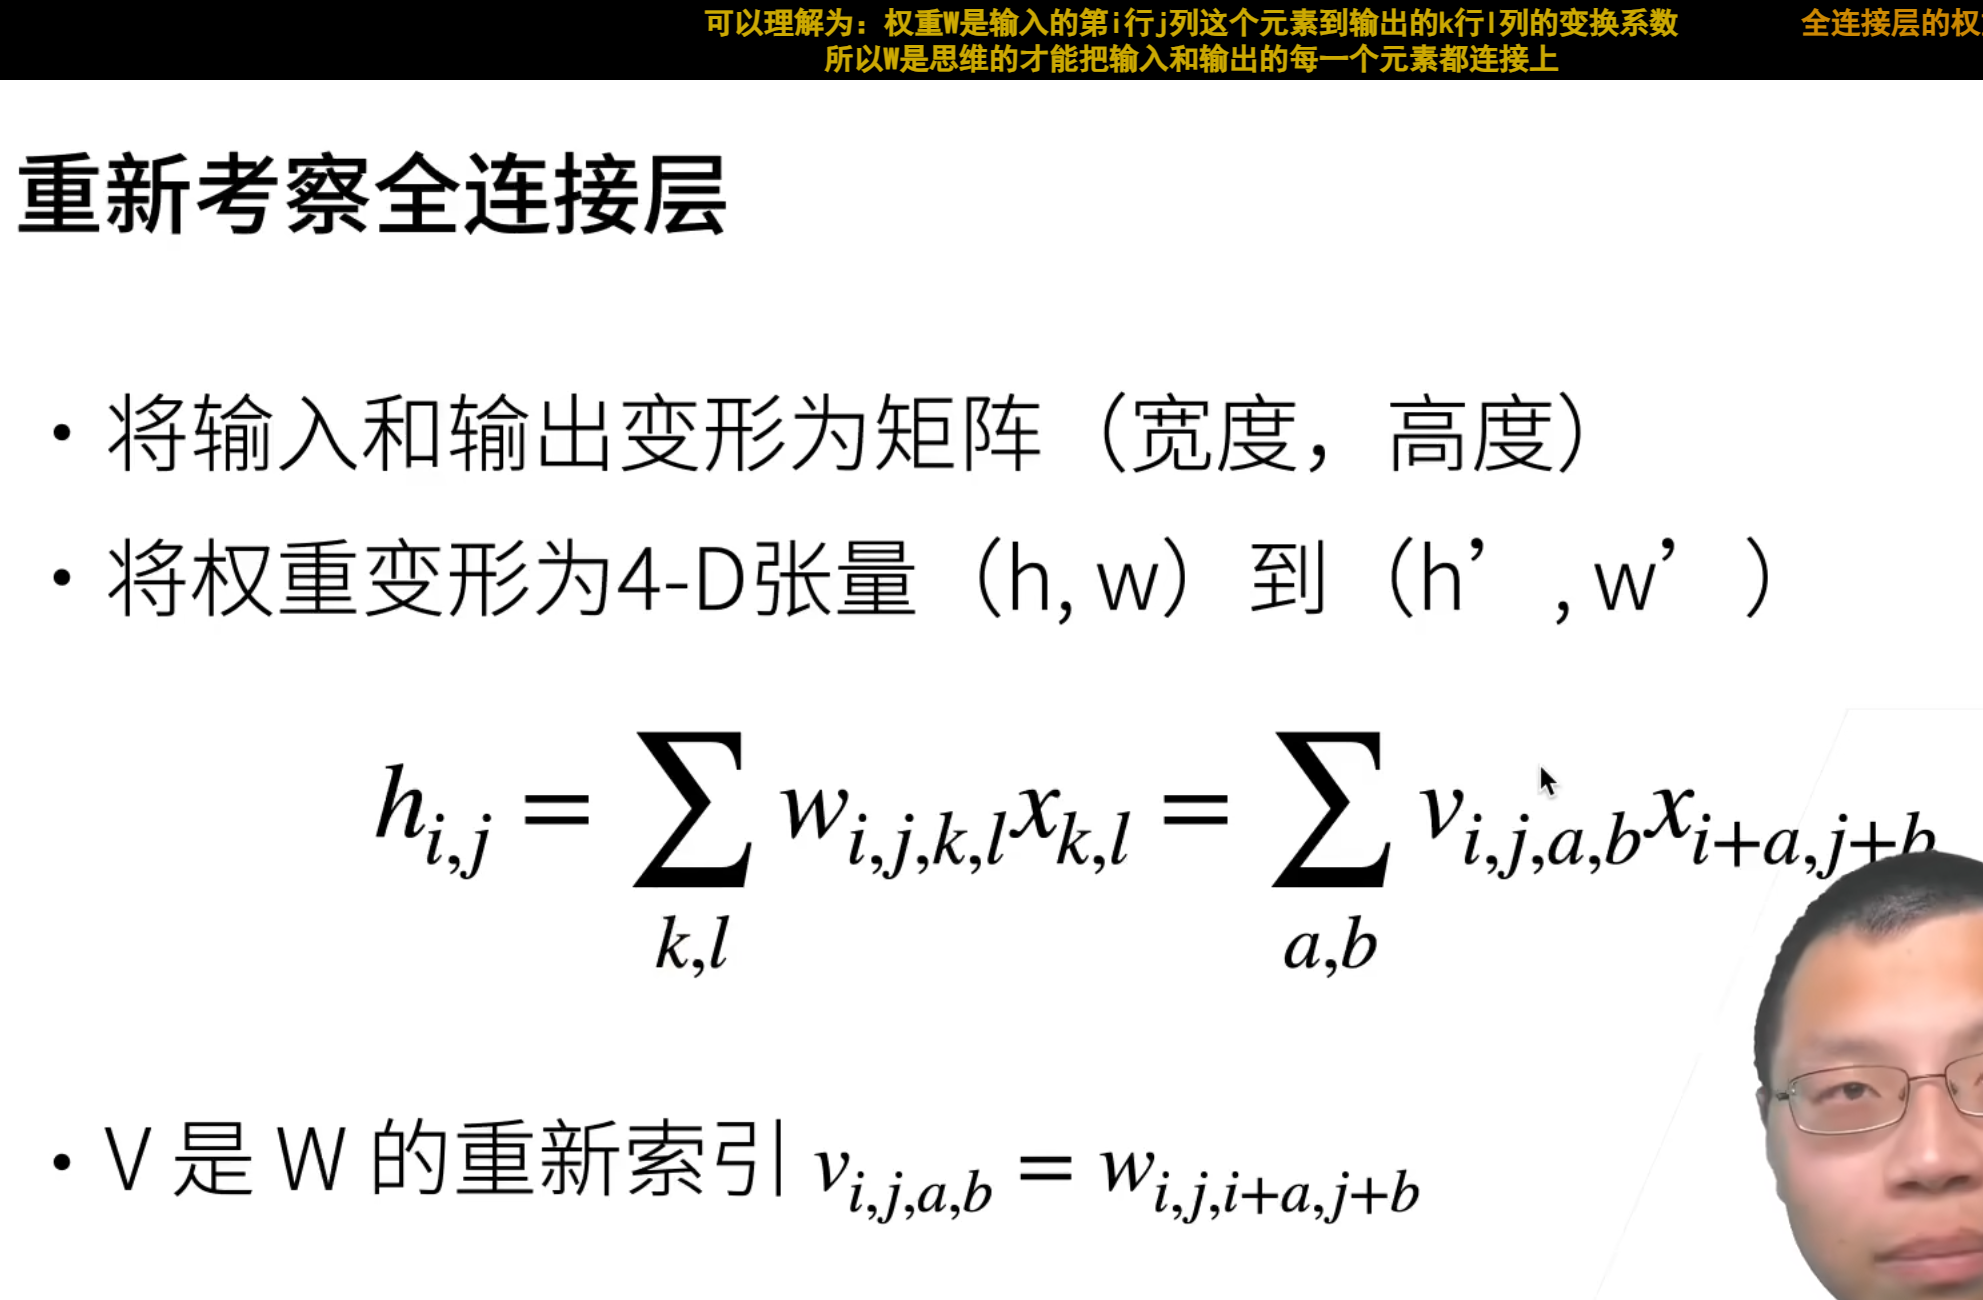 可以理解为：权重W是输入的第i行j列这个元素到输出的k行l列的变换系数
全连接层的权
所以W是思维的才能把输入和输出的每一个元素都连接上
重新考察全连接层
• 将输入和输出变形为矩阵（宽度，高度）
• 将权重变形为4-D张量（h, w）到（h’, w’）
h_{i,j} = ∑_{k,l} w_{i,j,k,l} x_{k,l} = ∑_{a,b} v_{i,j,a,b} x_{i+a,j+b}
• V 是 W 的重新索引 v_{i,j,a,b} = w_{i,j,i+a,j+b}